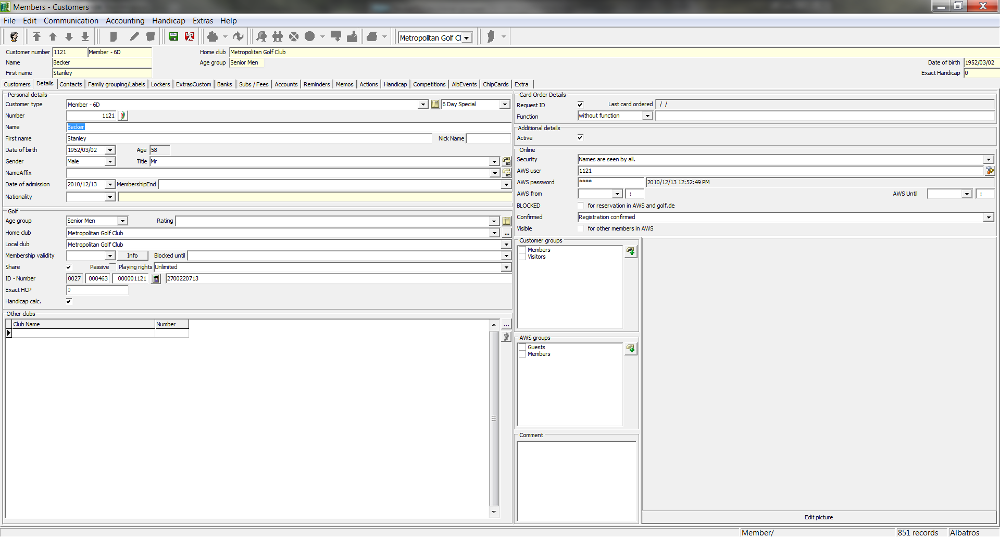 Members - Customers
File Edit Communication Accounting Handicap Extras Help
Metropolitan Golf Cl
Customer number 1121 Member - 6D Home club Metropolitan Golf Club
Name Becker Age group Senior Men Date of birth 1952/03/02
First name Stanley Exact Handicap 0
Customers Details Contacts Family grouping/Labels Lockers ExtrasCustom Banks Subs / Fees Accounts Reminders Memos Actions Handicap Competitions AlbEvents ChipCards Extra
Personal details
Customer type Member - 6D 6 Day Special
Number 1121
Name Becker
First name Stanley Nick Name
Date of birth 1952/03/02 Age 58
Gender Male Title Mr
NameAffix
Date of admission 2010/12/13 MembershipEnd
Nationality
Golf
Age group Senior Men Rating
Home club Metropolitan Golf Club ...
Local club Metropolitan Golf Club
Membership validity Info Blocked until
Share Passive Playing rights Unlimited
ID - Number 0027 000463 000001121 2700220713
Exact HCP 0
Handicap calc.
Other clubs
Club Name Number
...
Card Order Details
Request ID Last card ordered / /
Function without function
Additional details
Active
Online
Security Names are seen by all.
AWS user 1121
AWS password **** 2010/12/13 12:52:49 PM
AWS from : AWS Until :
BLOCKED for reservation in AWS and golf.de
Confirmed Registration confirmed
Visible for other members in AWS
Customer groups
Members
Visitors
AWS groups
Guests
Members
Comment
Edit picture
Member/ 851 records Albatros